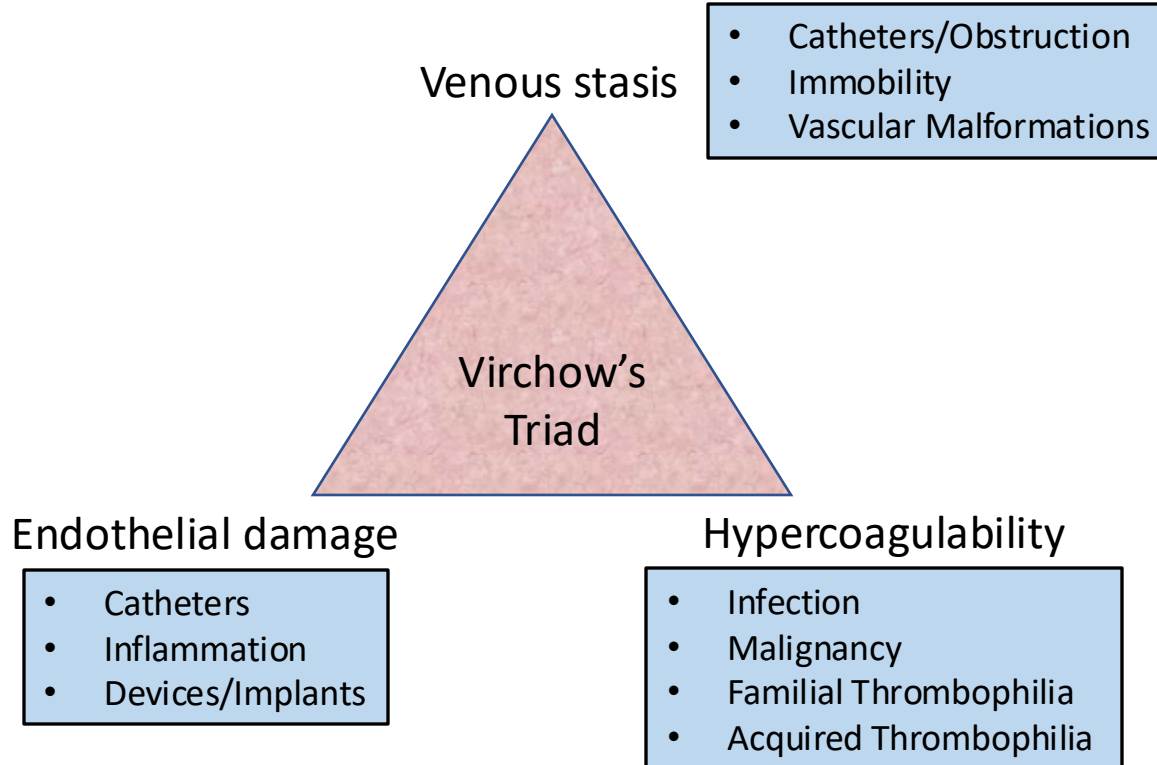 • Catheters/Obstruction
• Immobility
• Vascular Malformations
Venous stasis
Virchow’s
Triad
Endothelial damage
• Catheters
• Inflammation
• Devices/Implants
Hypercoagulability
• Infection
• Malignancy
• Familial Thrombophilia
• Acquired Thrombophilia